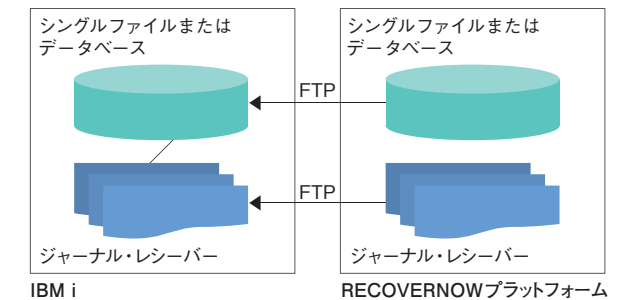 シングルファイルまたは
データベース
ジャーナル・レシーバー
IBM i
FTP
FTP
シングルファイルまたは
データベース
ジャーナル・レシーバー
RECOVERNOWプラットフォーム